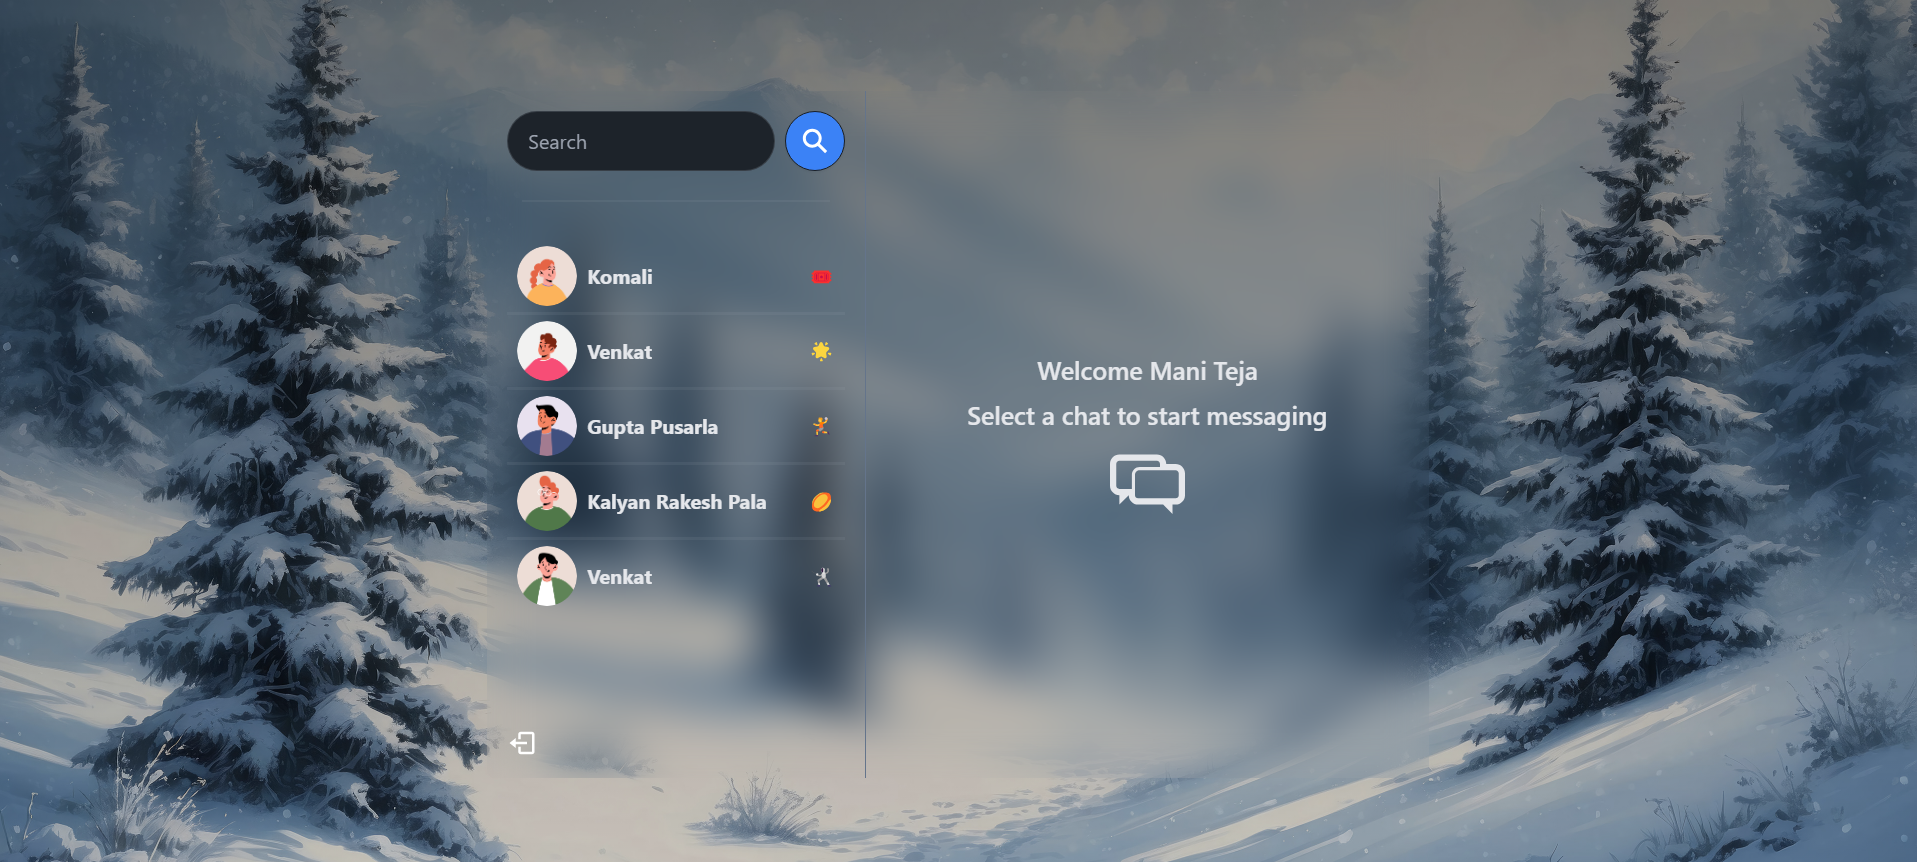 Search
Komali
Venkat
Gupta Pusarla
Kalyan Rakesh Pala
Venkat
Welcome Mani Teja
Select a chat to start messaging